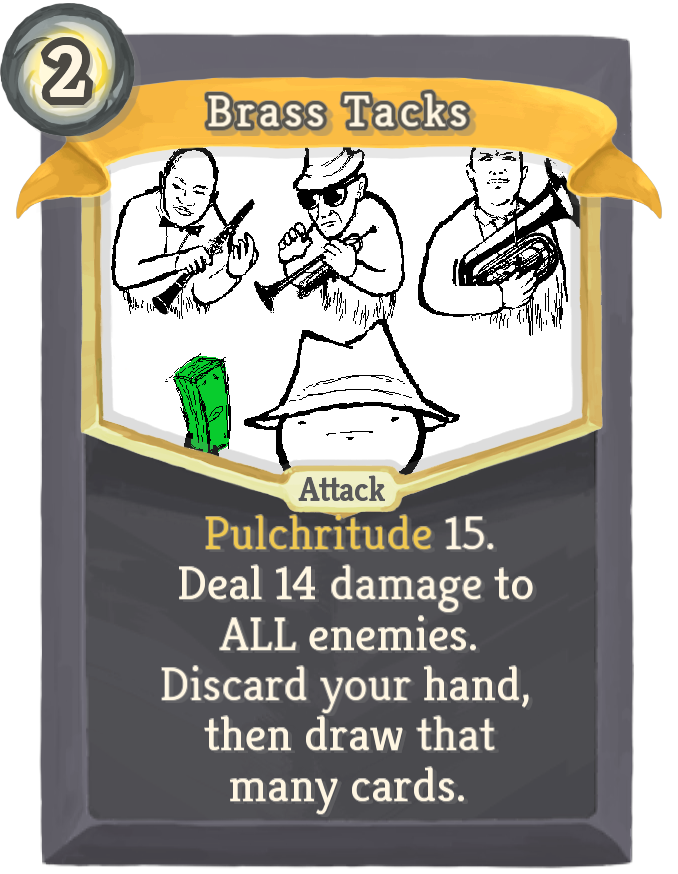 2
Brass Tacks
Attack
Pulchritude 15.
Deal 14 damage to
ALL enemies.
Discard your hand,
then draw that
many cards.